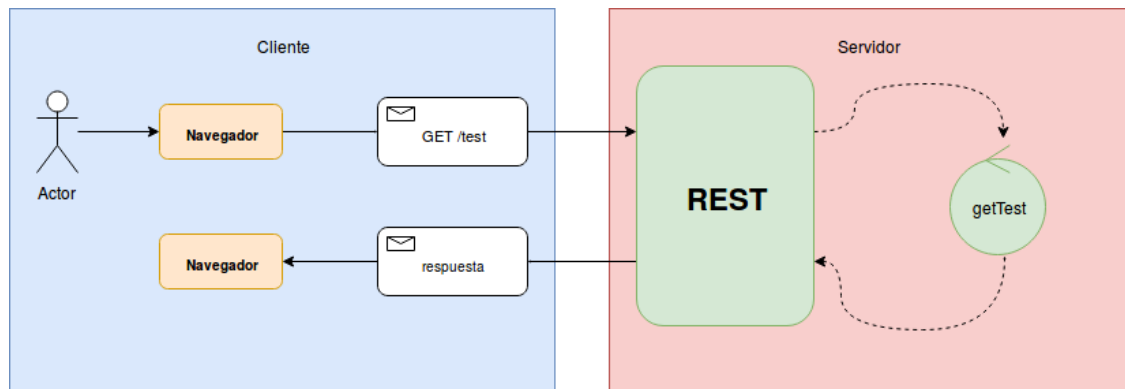 Cliente
Servidor
Navegador
GET /test
REST
getTest
Actor
Navegador
respuesta